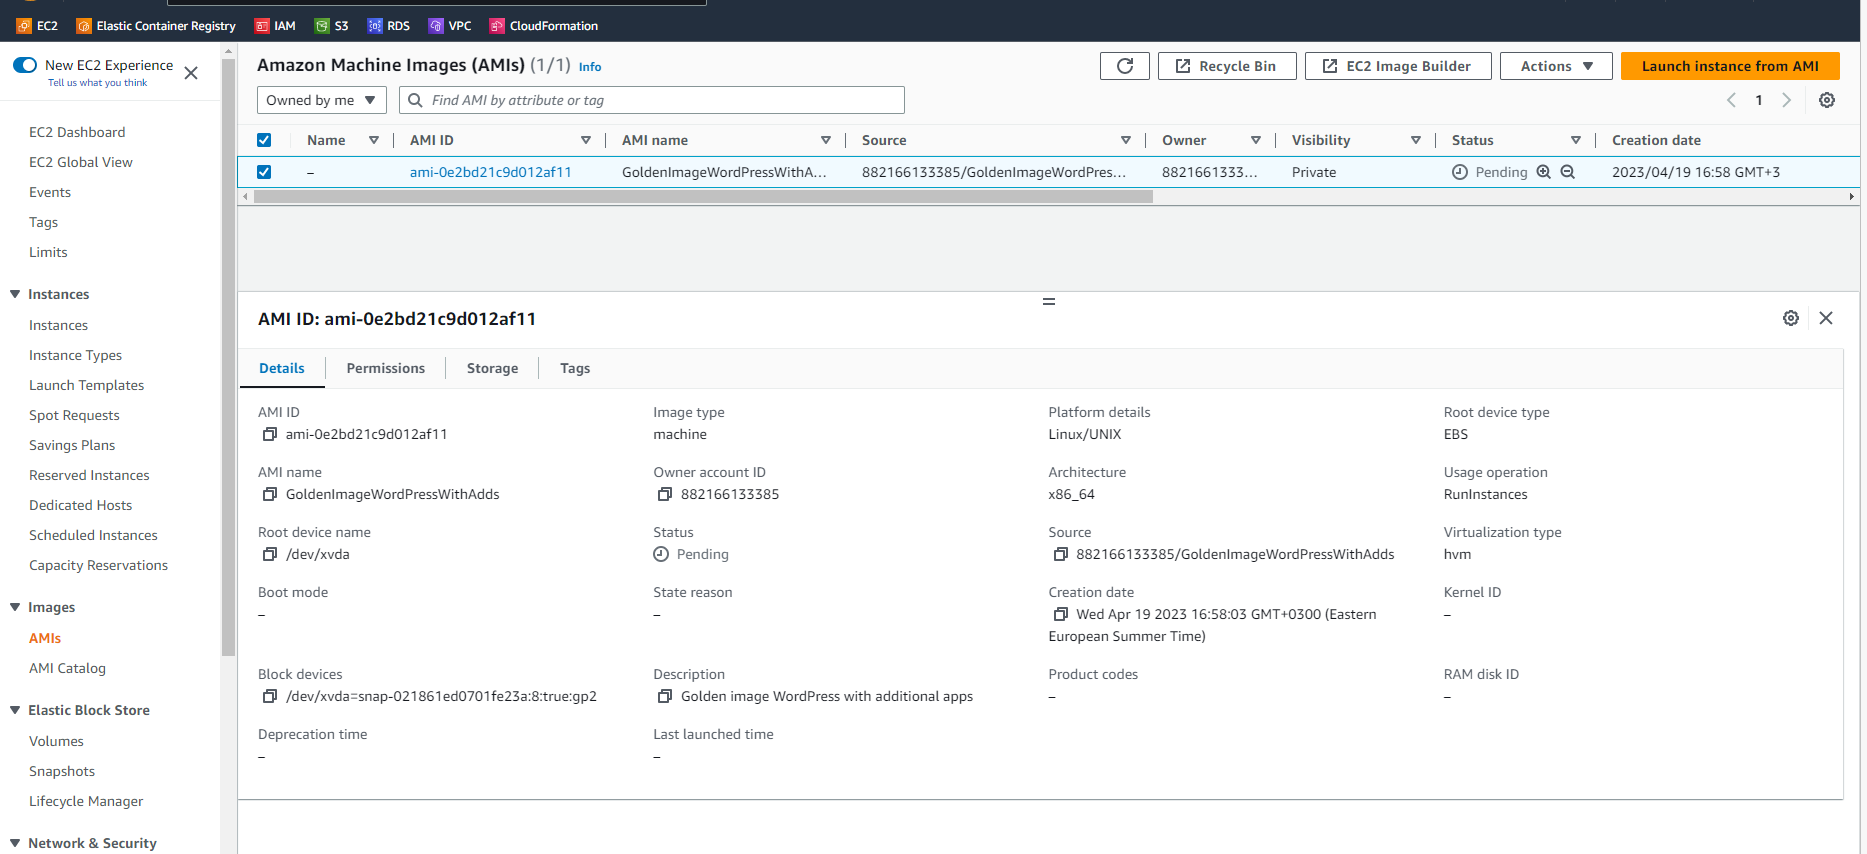 EC2 Elastic Container Registry IAM S3 RDS VPC CloudFormation
New EC2 Experience
Tell us what you think
EC2 Dashboard
EC2 Global View
Events
Tags
Limits
Instances
Instances
Instance Types
Launch Templates
Spot Requests
Savings Plans
Reserved Instances
Dedicated Hosts
Scheduled Instances
Capacity Reservations
Images
AMIs
AMI Catalog
Elastic Block Store
Volumes
Snapshots
Lifecycle Manager
Network & Security
Amazon Machine Images (AMIs) (1/1) Info
Recycle Bin
EC2 Image Builder
Actions
Launch instance from AMI
Owned by me
Find AMI by attribute or tag
1
Name AMI ID AMI name Source Owner Visibility Status Creation date
– ami-0e2bd21c9d012af11 GoldenImageWordPressWithA... 882166133385/GoldenImageWordPres...8821661333... Private Pending 2023/04/19 16:58 GMT+3
AMI ID: ami-0e2bd21c9d012af11
Details Permissions Storage Tags
AMI ID
ami-0e2bd21c9d012af11
Image type
machine
Platform details
Linux/UNIX
Root device type
EBS
AMI name
GoldenImageWordPressWithAdds
Owner account ID
882166133385
Architecture
x86_64
Usage operation
RunInstances
Root device name
/dev/xvda
Status
Pending
Source
882166133385/GoldenImageWordPressWithAdds
Virtualization type
hvm
Boot mode
–
State reason
–
Creation date
Wed Apr 19 2023 16:58:03 GMT+0300 (Eastern
European Summer Time)
Kernel ID
–
Block devices
/dev/xvda=snap-021861ed0701fe23a:8:true:gp2
Description
Golden image WordPress with additional apps
Product codes
–
RAM disk ID
–
Deprecation time
–
Last launched time
–